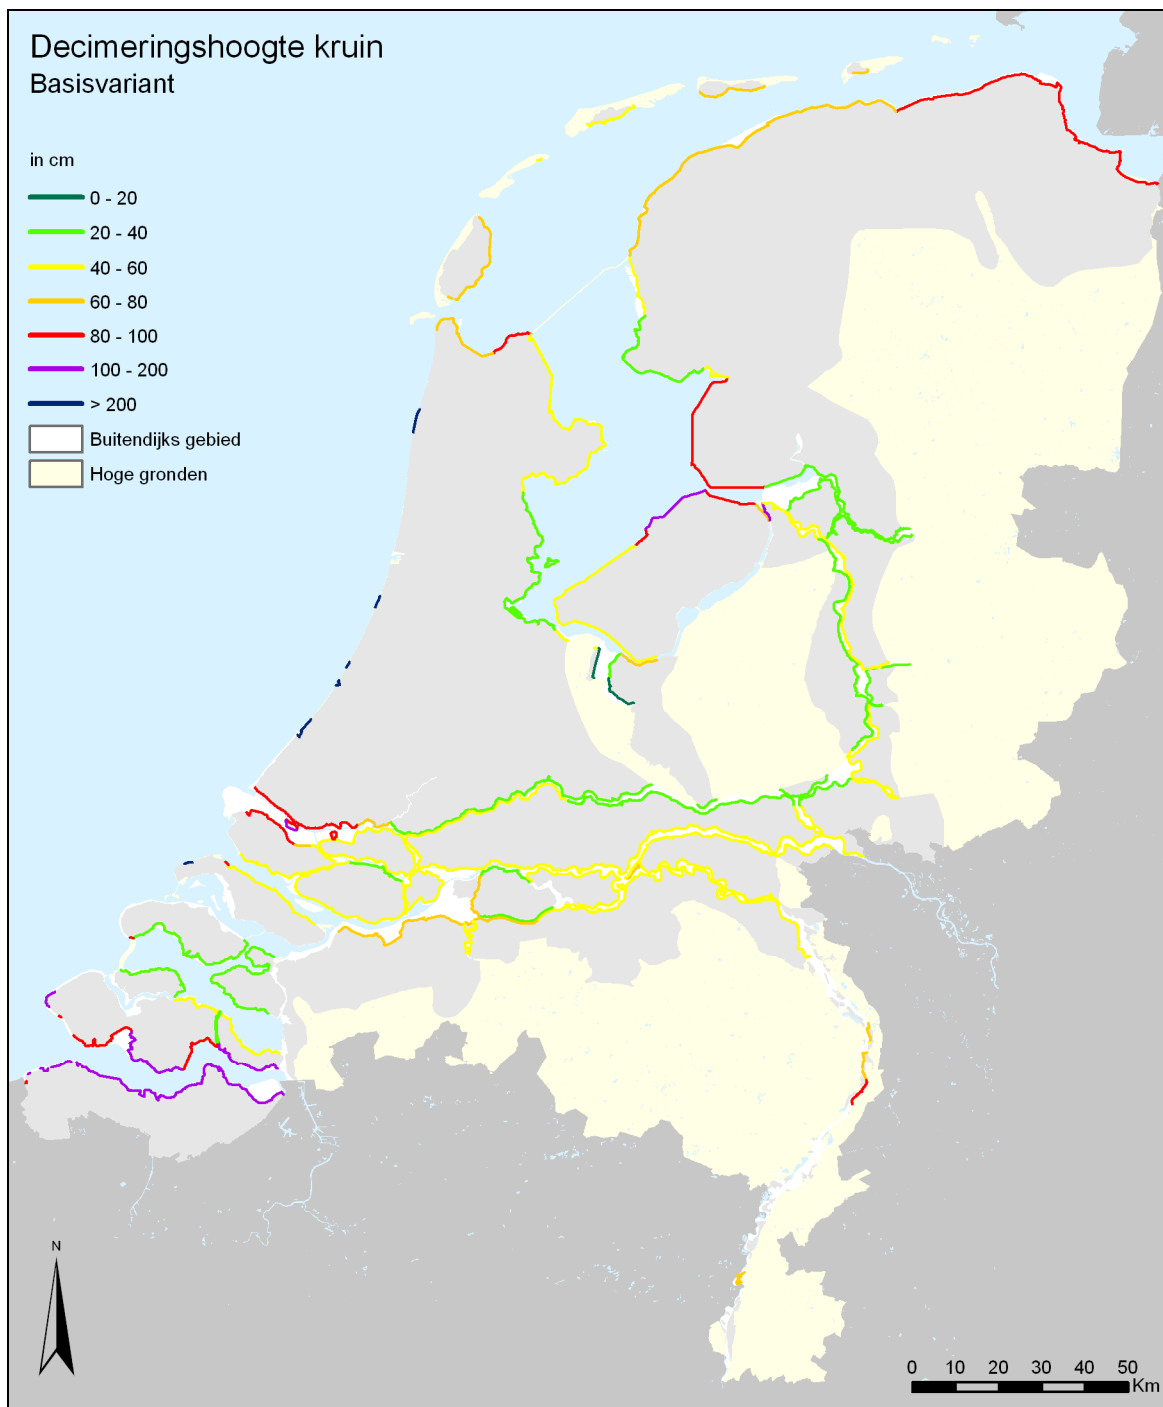 Decimeringshoogte kruin
Basisvariant
in cm
0 - 20
20 - 40
40 - 60
60 - 80
80 - 100
100 - 200
> 200
Buitendijks gebied
Hoge gronden
N
0 10 20 30 40 50
Km